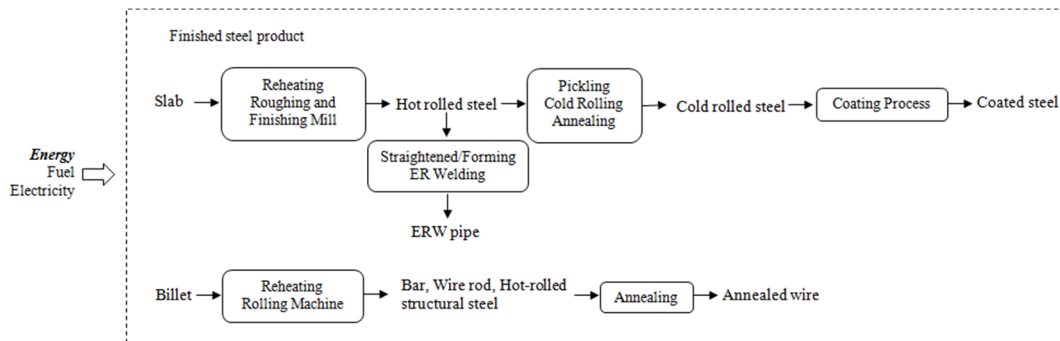 Finished steel product
Slab
Reheating
Roughing and
Finishing Mill
Hot rolled steel
Pickling
Cold Rolling
Annealing
Cold rolled steel
Coating Process
Coated steel
Straightened/Forming
ER Welding
ERW pipe
Energy
Fuel
Electricity
Billet
Reheating
Rolling Machine
Bar, Wire rod, Hot-rolled
structural steel
Annealing
Annealed wire